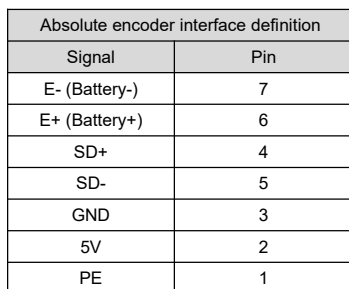 Absolute encoder interface definition
Signal Pin
E- (Battery-) 7
E+ (Battery+) 6
SD+ 4
SD- 5
GND 3
5V 2
PE 1